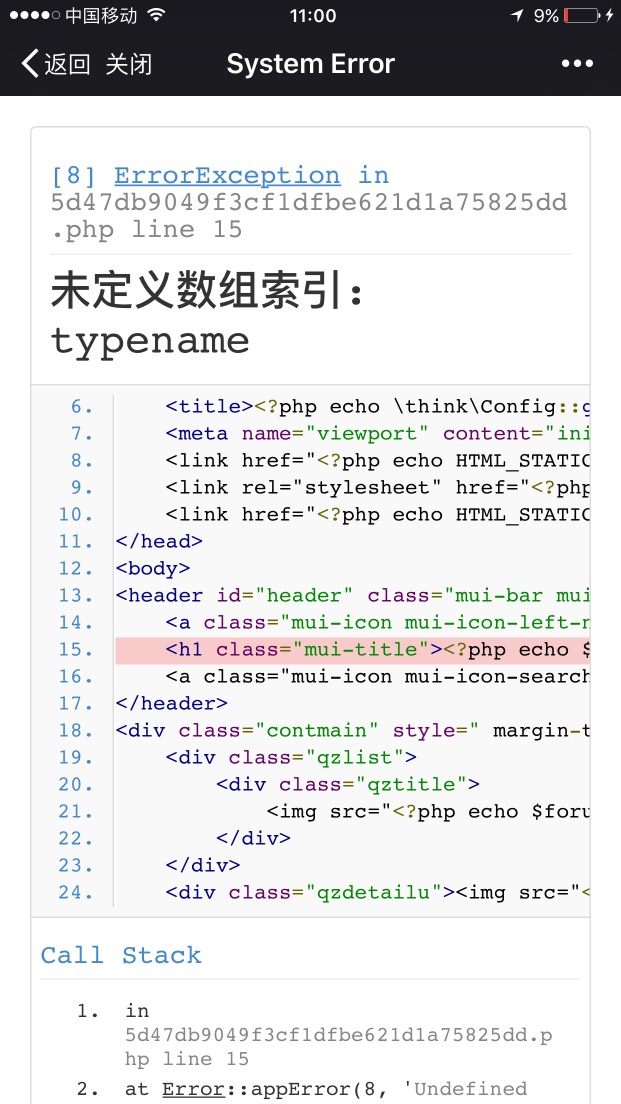 中国移动 11:00 9%
返回 关闭 System Error
[8] ErrorException in
5d47db9049f3cf1dfbe621d1a75825dd
.php line 15
未定义数组索引：
typename
6. <title><?php echo \think\Config::g
7. <meta name="viewport" content="ini
8. <link href="<?php echo HTML_STATIC
9. <link rel="stylesheet" href="<?php
10. <link href="<?php echo HTML_STATIC
11. </head>
12. <body>
13. <header id="header" class="mui-bar mui
14. <a class="mui-icon mui-icon-left-n
15. <h1 class="mui-title"><?php echo $
16. <a class="mui-icon mui-icon-search
17. </header>
18. <div class="contmain" style=" margin-t
19. <div class="qzlist">
20. <div class="qztitle">
21. <img src="<?php echo $foru
22. </div>
23. </div>
24. <div class="qzdetailu"><img src="<
Call Stack
1. in
5d47db9049f3cf1dfbe621d1a75825dd.p
hp line 15
2. at Error::appError(8, 'Undefined